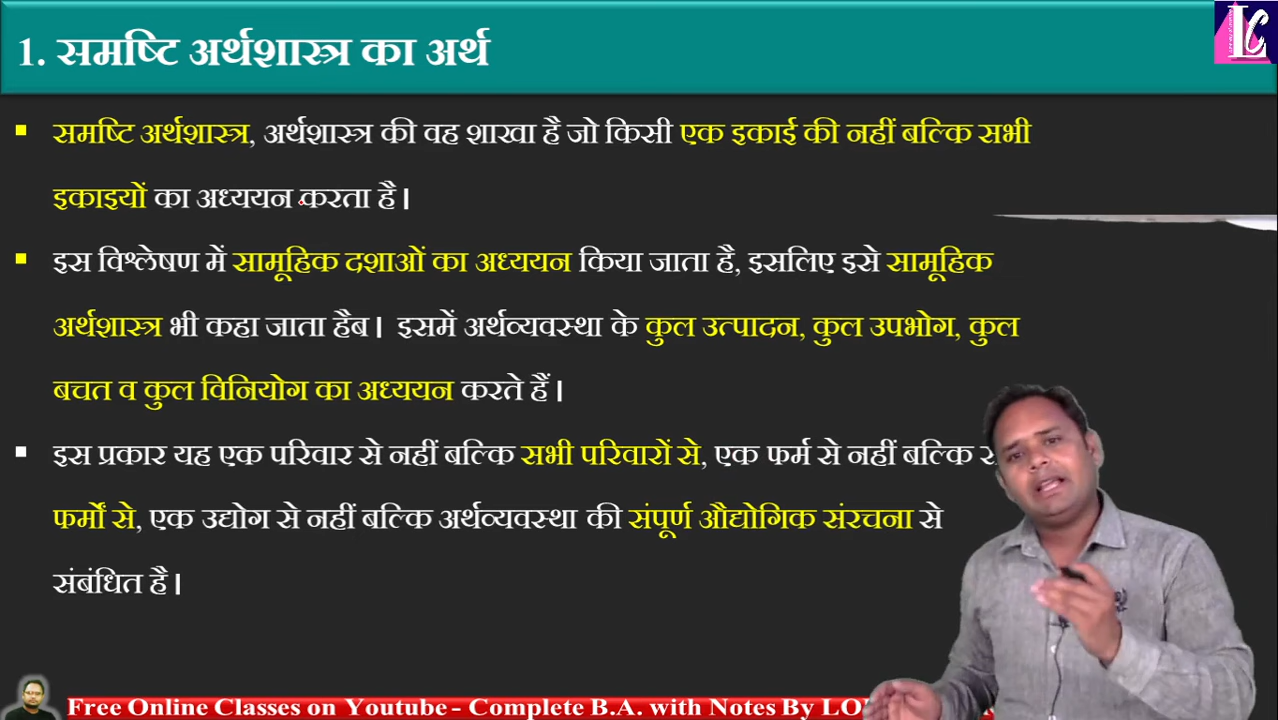 1. समष्टि अर्थशास्त्र का अर्थ
LC
समष्टि अर्थशास्त्र, अर्थशास्त्र की वह शाखा है जो किसी एक इकाई की नहीं बल्कि सभी
इकाइयों का अध्ययन करता है।
इस विश्लेषण में सामूहिक दशाओं का अध्ययन किया जाता है, इसलिए इसे सामूहिक
अर्थशास्त्र भी कहा जाता हैब। इसमें अर्थव्यवस्था के कुल उत्पादन, कुल उपभोग, कुल
बचत व कुल विनियोग का अध्ययन करते हैं।
इस प्रकार यह एक परिवार से नहीं बल्कि सभी परिवारों से, एक फर्म से नहीं बल्कि
फर्मों से, एक उद्योग से नहीं बल्कि अर्थव्यवस्था की संपूर्ण औद्योगिक संरचना से
संबंधित है।
Free Online Classes on Youtube - Complete B.A. with Notes By